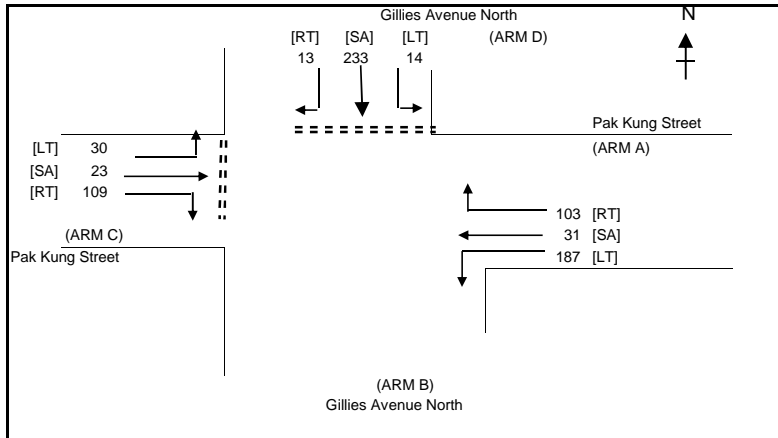 Gillies Avenue North
N
[RT] [SA] [LT] (ARM D)
13 233 14
Pak Kung Street
(ARM A)
[LT] 30
[SA] 23
[RT] 109
103 [RT]
31 [SA]
187 [LT]
(ARM C)
Pak Kung Street
(ARM B)
Gillies Avenue North